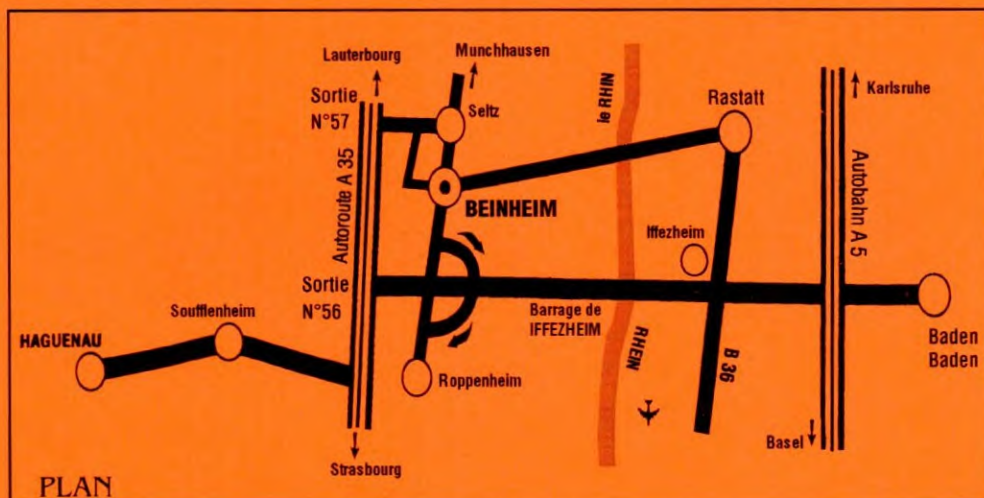 Lauterbourg
Munchhausen
Sortie
N°57
Seltz
le RHIN
Rastatt
Karlsruhe
Autoroute A 35
BEINHEIM
Iffezheim
Autobahn A 5
Sortie
N°56
Soufflenheim
HAGUENAU
Barrage de
IFFEZHEIM
RHEIN
B 36
Baden
Baden
Roppenheim
Strasbourg
Basel
PLAN